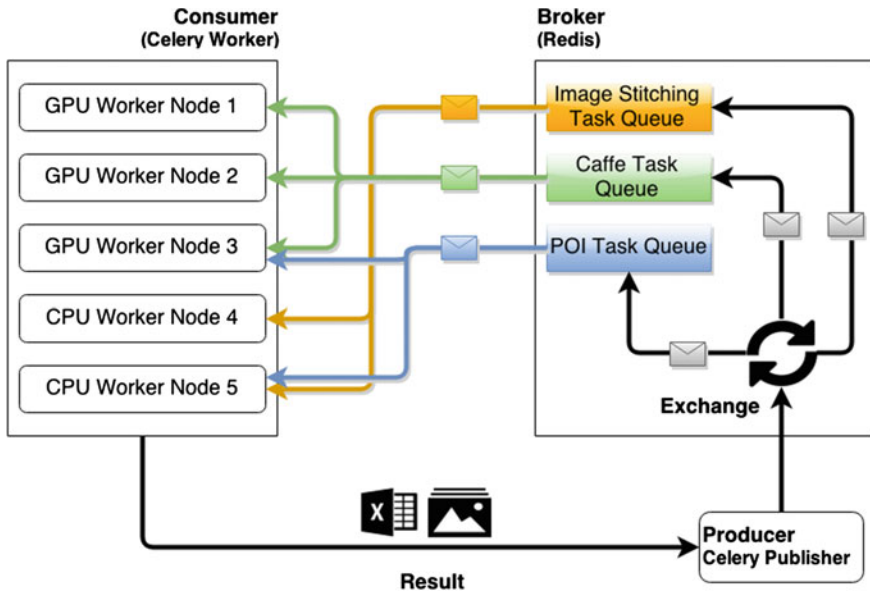 Consumer
(Celery Worker)
Broker
(Redis)
GPU Worker Node 1
GPU Worker Node 2
GPU Worker Node 3
CPU Worker Node 4
CPU Worker Node 5
Image Stitching
Task Queue
Caffe Task
Queue
POI Task Queue
Exchange
X
Producer
Celery Publisher
Result